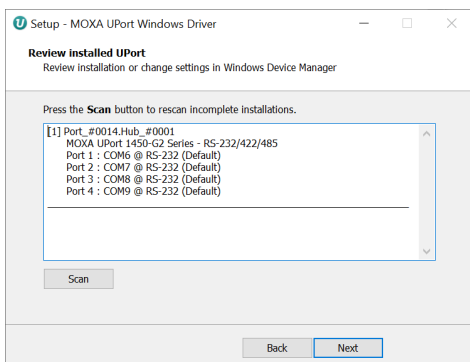 Setup - MOXA UPort Windows Driver
Review installed UPort
Review installation or change settings in Windows Device Manager
Press the Scan button to rescan incomplete installations.
[1] Port_#0014.Hub_#0001
MOXA UPort 1450-G2 Series - RS-232/422/485
Port 1 : COM6 @ RS-232 (Default)
Port 2 : COM7 @ RS-232 (Default)
Port 3 : COM8 @ RS-232 (Default)
Port 4 : COM9 @ RS-232 (Default)
Scan
Back
Next